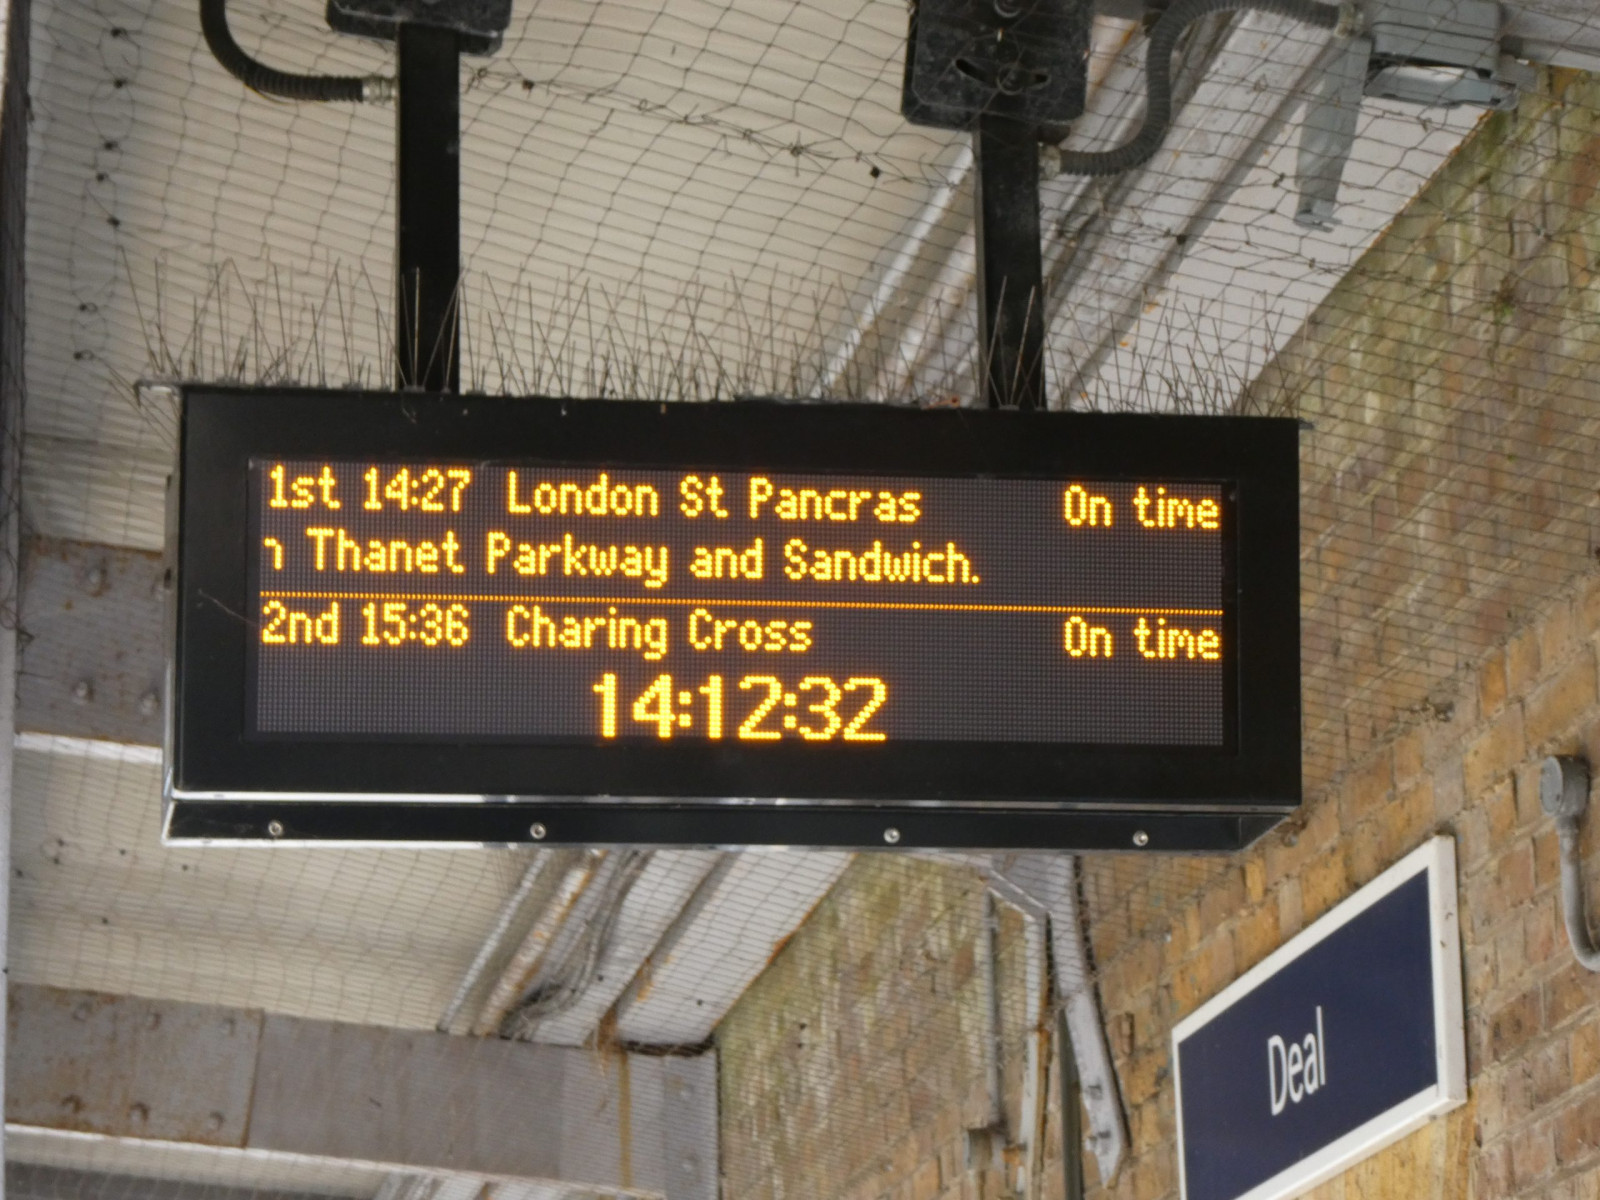 1st 14:27 London St Pancras On time
Thanet Parkway and Sandwich.
2nd 15:36 Charing Cross On time
14:12:32
Deal